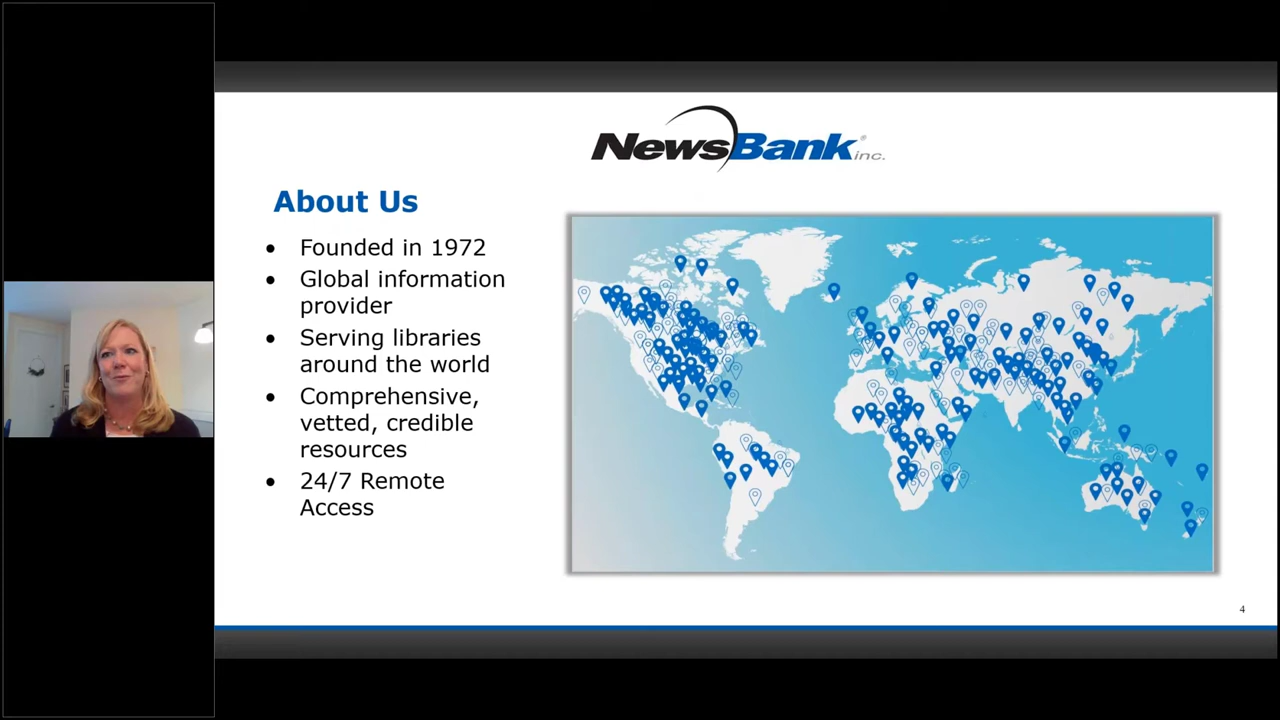 NewsBank® inc.
About Us
• Founded in 1972
• Global information
provider
• Serving libraries
around the world
• Comprehensive,
vetted, credible
resources
• 24/7 Remote
Access
4